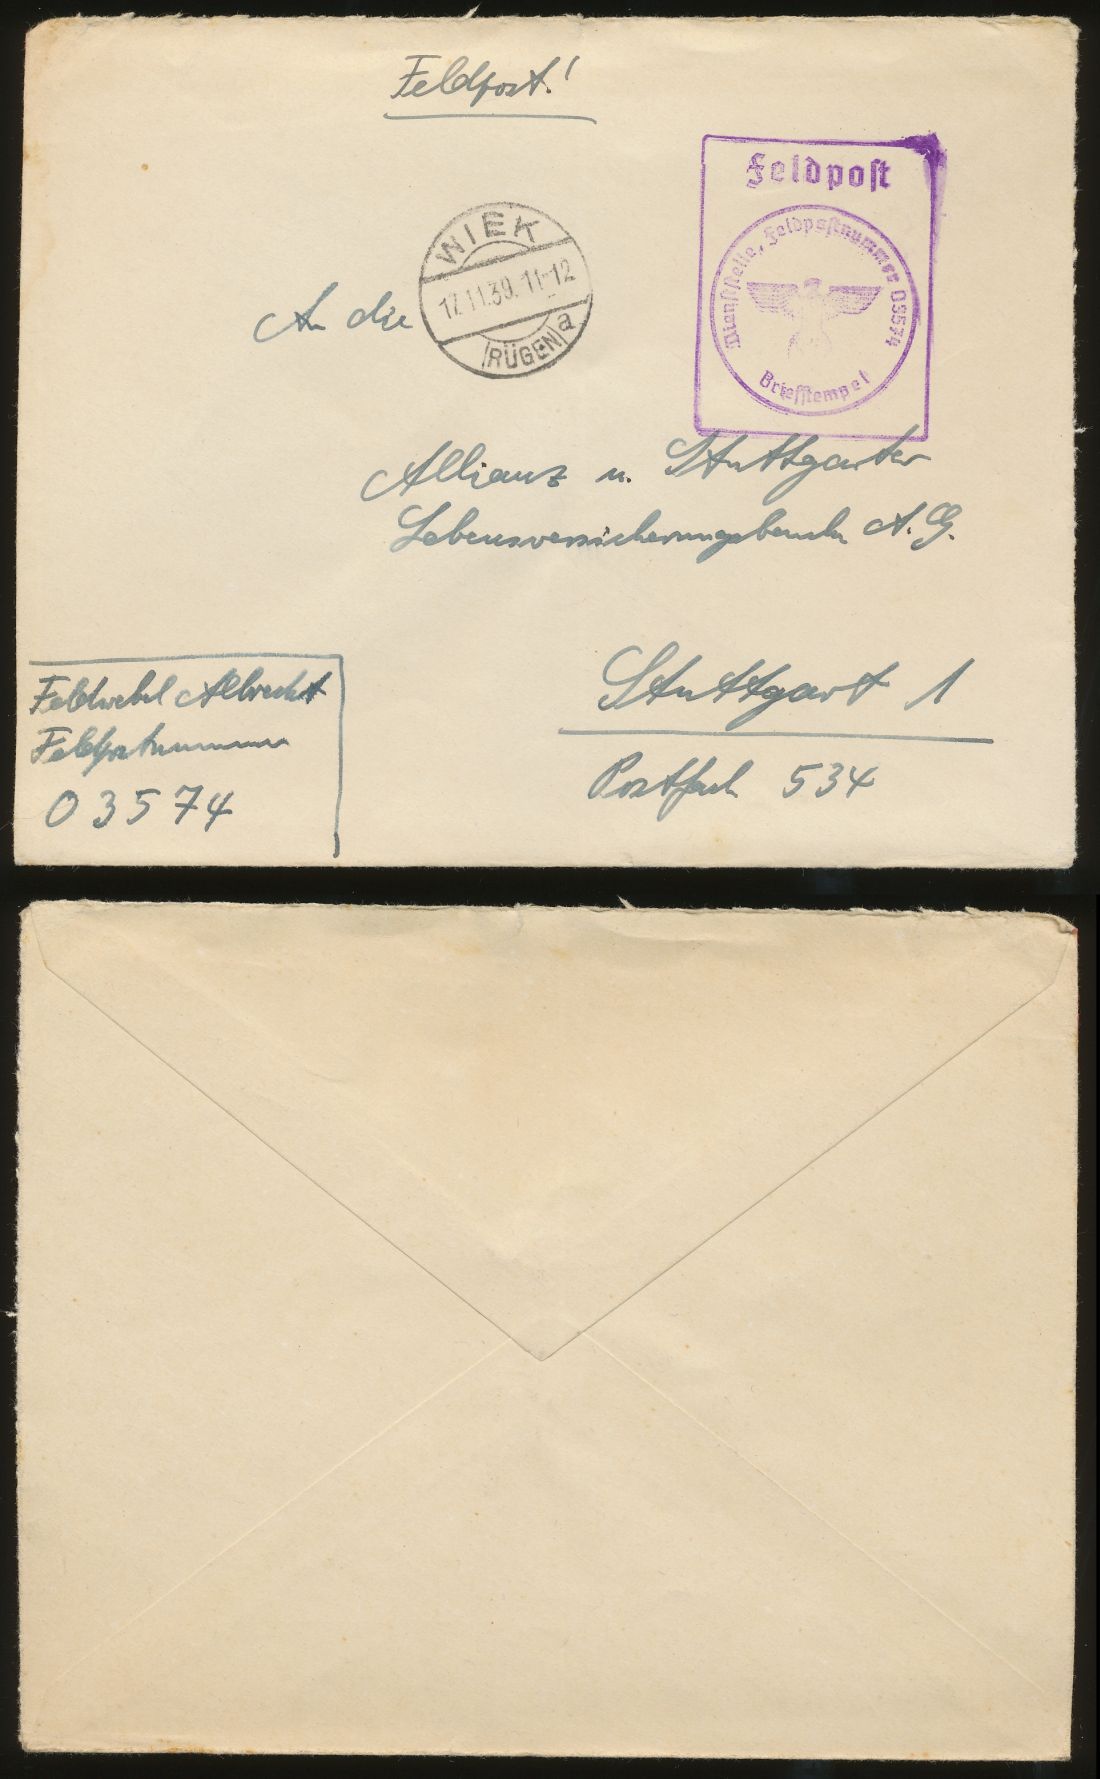 Feldpost!
Feldpost
Dienststelle, Feldpostnummer 03574
Briefstempel
WIEK
17.11.39. 11-12
(RÜGEN) a
An die
Allianz u. Stuttgarter
Lebensversicherungsbank A. G.
Stuttgart 1
Postfach 534
Feldwebel Albrecht
Feldpostnummer
03574